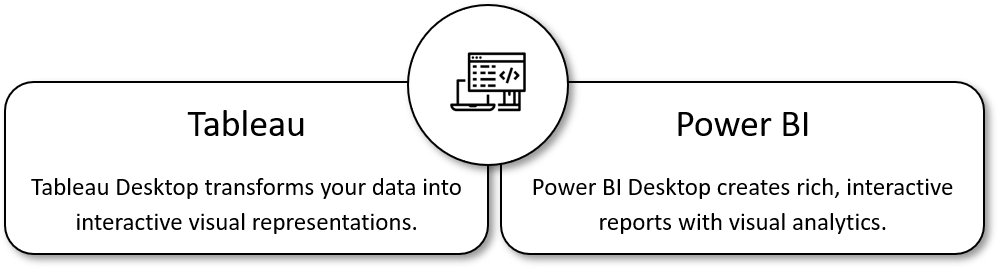 Tableau
Tableau Desktop transforms your data into
interactive visual representations.
Power BI
Power BI Desktop creates rich, interactive
reports with visual analytics.